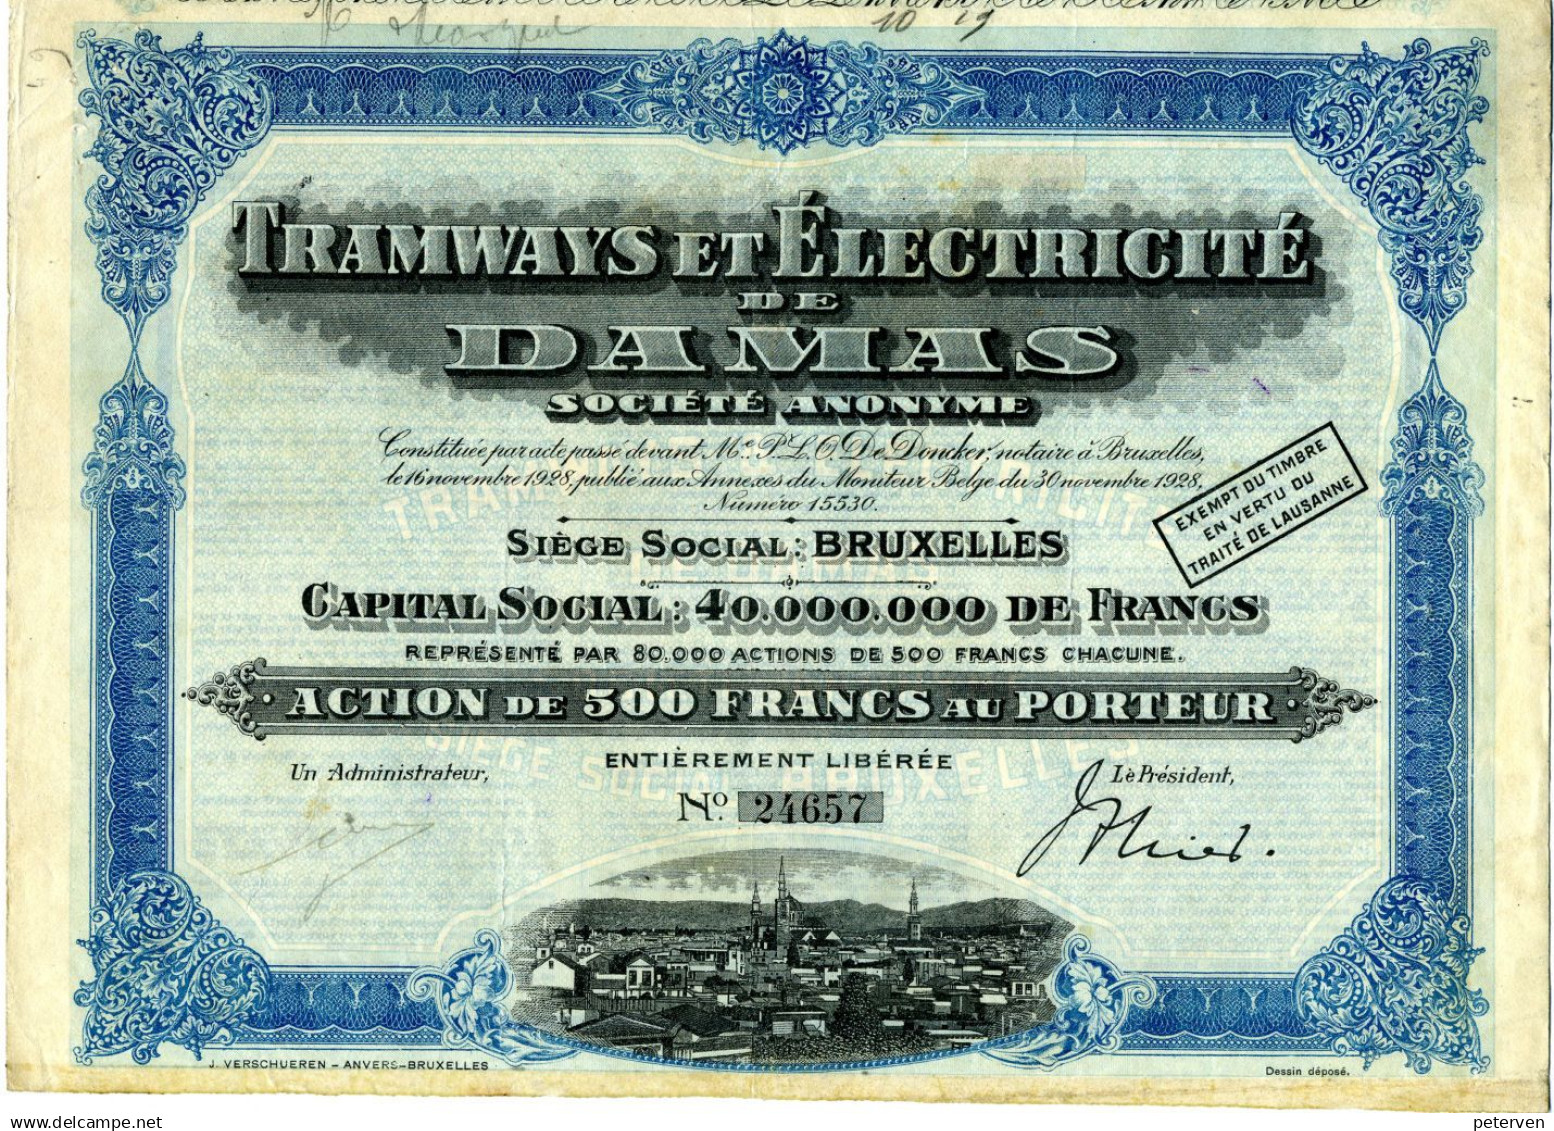 10 29
TRAMWAYS ET ÉLECTRICITÉ
DE
DAMAS
SOCIÉTÉ ANONYME
Constituée par acte passé devant Me. P. L. O. De Doncker, notaire à Bruxelles,
le 16 novembre 1928, publié aux Annexes du Moniteur Belge du 30 novembre 1928,
Numéro 15530.
EXEMPT DU TIMBRE
EN VERTU DU
TRAITÉ DE LAUSANNE
SIÈGE SOCIAL : BRUXELLES
CAPITAL SOCIAL : 40.000.000 DE FRANCS
REPRÉSENTÉ PAR 80.000 ACTIONS DE 500 FRANCS CHACUNE.
ACTION DE 500 FRANCS AU PORTEUR
ENTIÈREMENT LIBÉRÉE
Un Administrateur,
Le Président,
No. 24657
J. VERSCHUEREN – ANVERS-BRUXELLES
Dessin déposé.
peterven